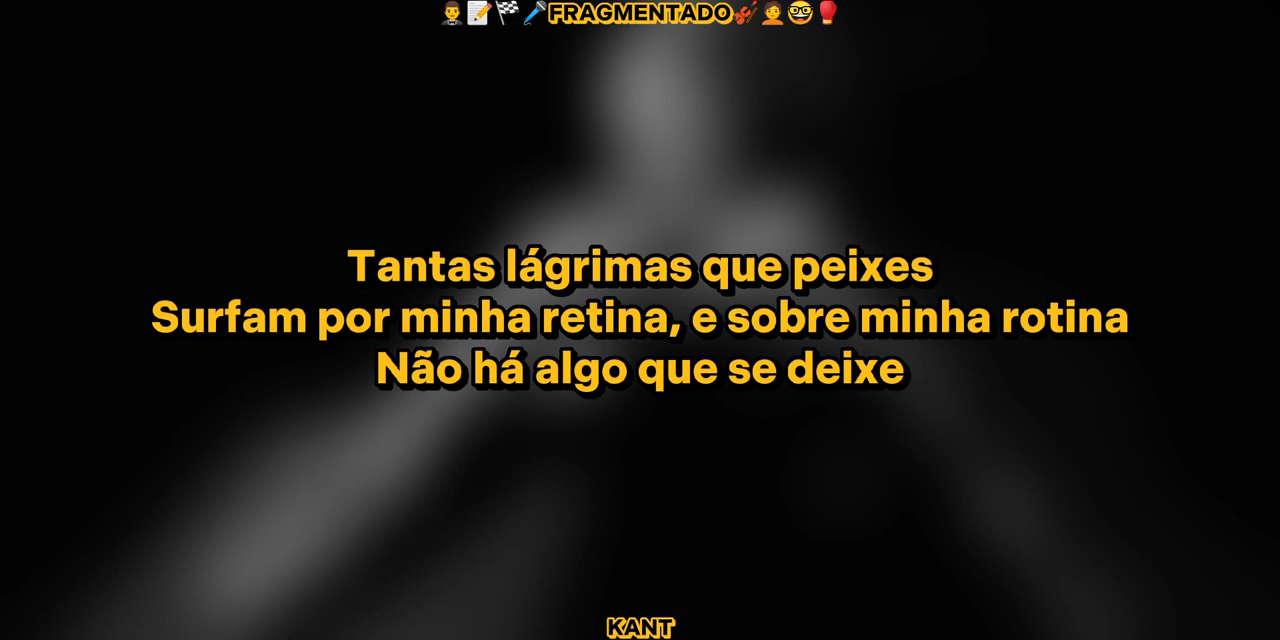 🤵‍♂️📝🏁🎤FRAGMENTADO🎻🙍🤓🥊
Tantas lágrimas que peixes
Surfam por minha retina, e sobre minha rotina
Não há algo que se deixe
KANT